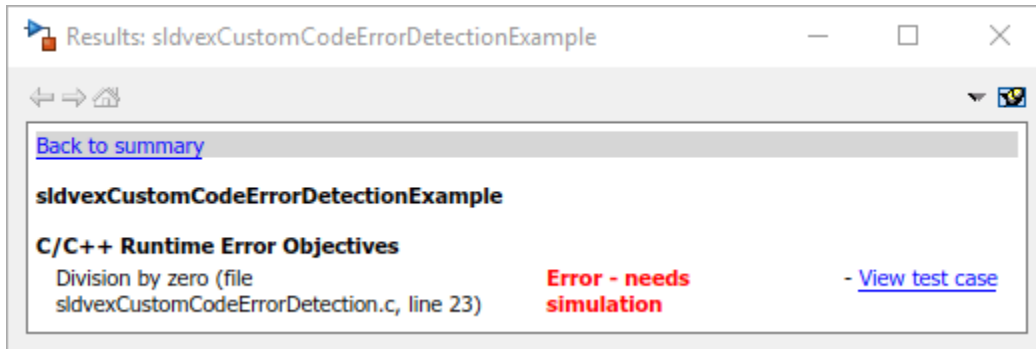 Results: sldvexCustomCodeErrorDetectionExample
Back to summary
sldvexCustomCodeErrorDetectionExample
C/C++ Runtime Error Objectives
Division by zero (file Error - needs - View test case
sldvexCustomCodeErrorDetection.c, line 23) simulation